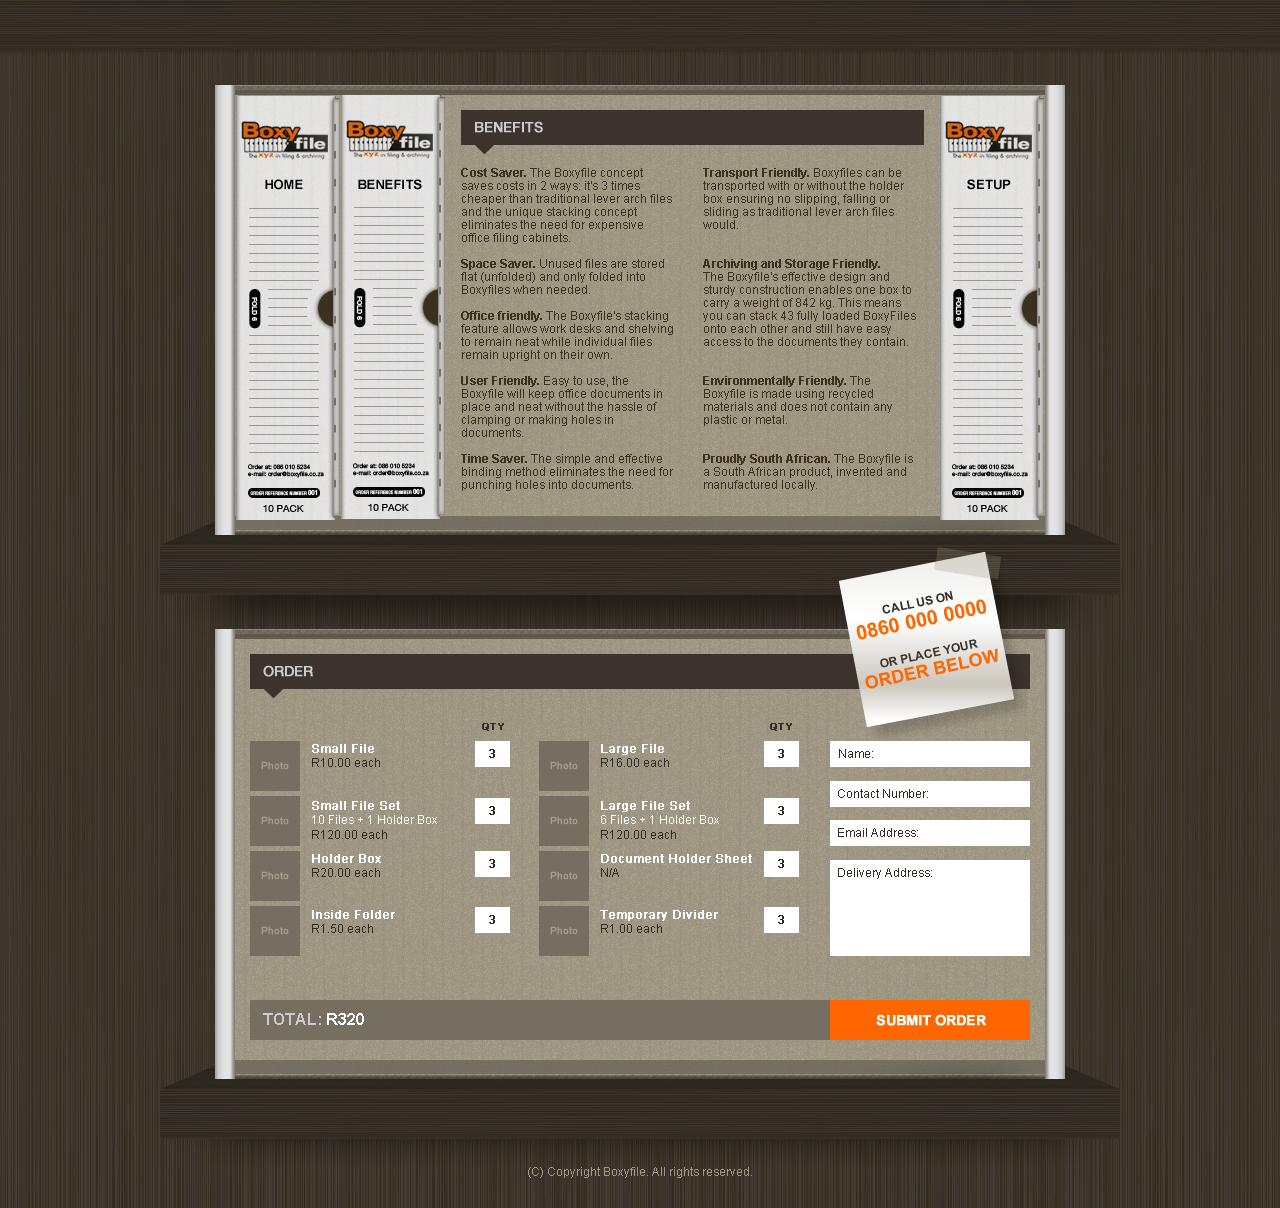 Boxy
file
The xyz in filing & archiving
HOME
FOLD 6
Order at: 086 010 5234
e-mail: order@boxyfile.co.za
ORDER REFERENCE NUMBER 001
10 PACK
Boxy
file
The xyz in filing & archiving
BENEFITS
FOLD 6
Order at: 086 010 5234
e-mail: order@boxyfile.co.za
ORDER REFERENCE NUMBER 001
10 PACK
BENEFITS
Cost Saver. The Boxyfile concept
saves costs in 2 ways: it's 3 times
cheaper than traditional lever arch files
and the unique stacking concept
eliminates the need for expensive
office filing cabinets.
Space Saver. Unused files are stored
flat (unfolded) and only folded into
Boxyfiles when needed.
Office friendly. The Boxyfile's stacking
feature allows work desks and shelving
to remain neat while individual files
remain upright on their own.
User Friendly. Easy to use, the
Boxyfile will keep office documents in
place and neat without the hassle of
clamping or making holes in
documents.
Time Saver. The simple and effective
binding method eliminates the need for
punching holes into documents.
Transport Friendly. Boxyfiles can be
transported with or without the holder
box ensuring no slipping, falling or
sliding as traditional lever arch files
would.
Archiving and Storage Friendly.
The Boxyfile's effective design and
sturdy construction enables one box to
carry a weight of 842 kg. This means
you can stack 43 fully loaded BoxyFiles
onto each other and still have easy
access to the documents they contain.
Environmentally Friendly. The
Boxyfile is made using recycled
materials and does not contain any
plastic or metal.
Proudly South African. The Boxyfile is
a South African product, invented and
manufactured locally.
Boxy
file
The xyz in filing & archiving
SETUP
FOLD 6
Order at: 086 010 5234
e-mail: order@boxyfile.co.za
ORDER REFERENCE NUMBER 001
10 PACK
CALL US ON
0860 000 0000
OR PLACE YOUR
ORDER BELOW
ORDER
QTY
Photo
Small File
R10.00 each
3
Photo
Small File Set
10 Files + 1 Holder Box
R120.00 each
3
Photo
Holder Box
R20.00 each
3
Photo
Inside Folder
R1.50 each
3
QTY
Photo
Large File
R16.00 each
3
Photo
Large File Set
6 Files + 1 Holder Box
R120.00 each
3
Photo
Document Holder Sheet
N/A
3
Photo
Temporary Divider
R1.00 each
3
Name:
Contact Number:
Email Address:
Delivery Address:
TOTAL: R320
SUBMIT ORDER
(C) Copyright Boxyfile. All rights reserved.